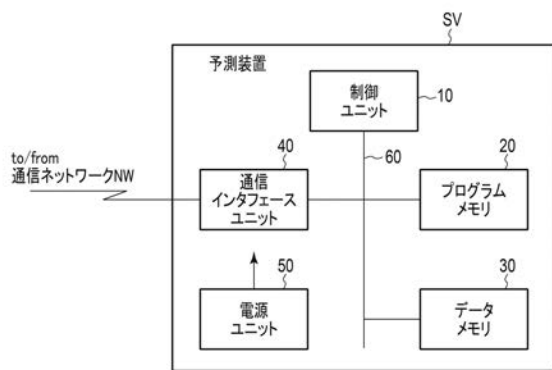 SV
予測装置
制御
ユニット
10
to/from
通信ネットワークNW
40
通信
インタフェース
ユニット
60
20
プログラム
メモリ
50
電源
ユニット
30
データ
メモリ